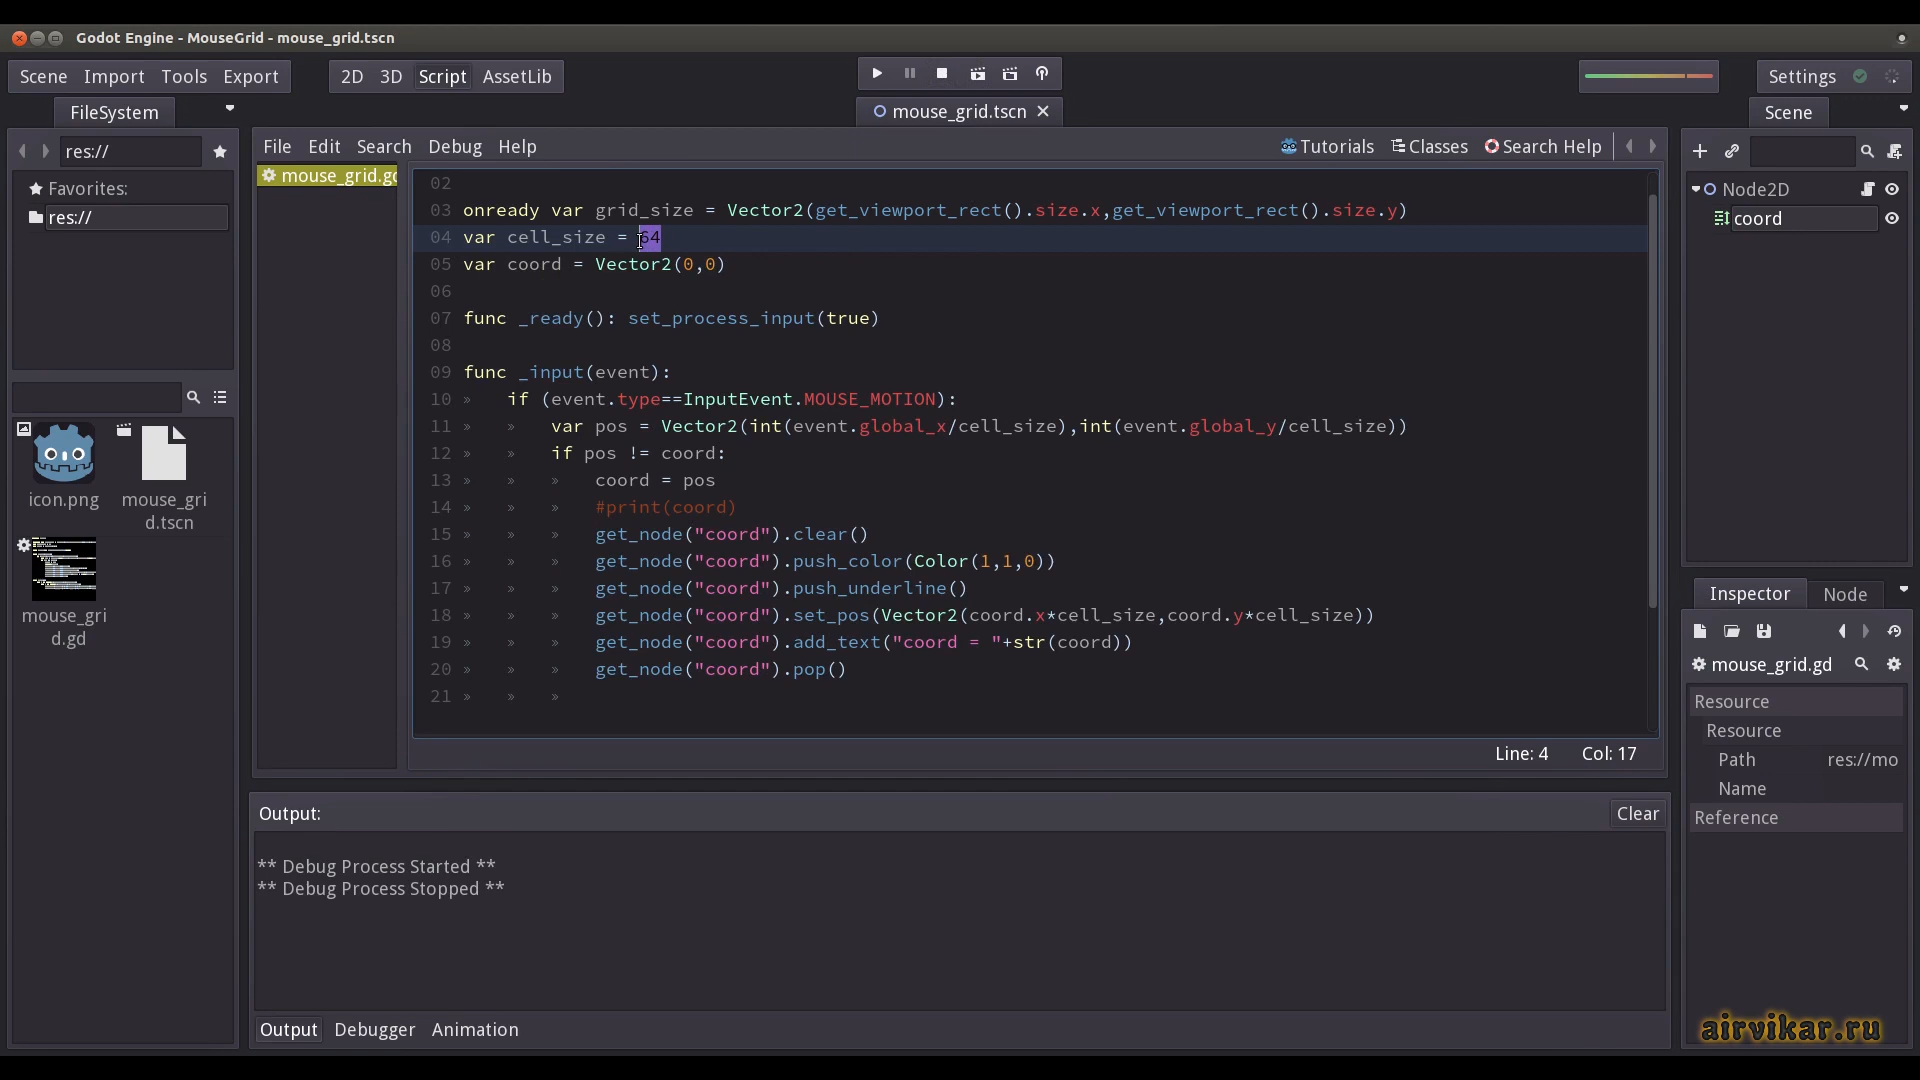 Godot Engine - MouseGrid - mouse_grid.tscn
Scene Import Tools Export
2D 3D Script AssetLib
Settings
FileSystem
mouse_grid.tscn
Scene
res://
File Edit Search Debug Help
Tutorials Classes Search Help
Favorites:
res://
mouse_grid.gd
02
03 onready var grid_size = Vector2(get_viewport_rect().size.x,get_viewport_rect().size.y)
04 var cell_size = 64
05 var coord = Vector2(0,0)
06
07 func _ready(): set_process_input(true)
08
09 func _input(event):
10 » if (event.type==InputEvent.MOUSE_MOTION):
11 » » var pos = Vector2(int(event.global_x/cell_size),int(event.global_y/cell_size))
12 » » if pos != coord:
13 » » » coord = pos
14 » » » #print(coord)
15 » » » get_node("coord").clear()
16 » » » get_node("coord").push_color(Color(1,1,0))
17 » » » get_node("coord").push_underline()
18 » » » get_node("coord").set_pos(Vector2(coord.x*cell_size,coord.y*cell_size))
19 » » » get_node("coord").add_text("coord = "+str(coord))
20 » » » get_node("coord").pop()
21 » » »
Line: 4 Col: 17
icon.png
mouse_gri
d.tscn
mouse_gri
d.gd
Output:
Clear
** Debug Process Started **
** Debug Process Stopped **
Output Debugger Animation
Node2D
coord
Inspector Node
mouse_grid.gd
Resource
Resource
Path res://mo
Name
Reference
airvikar.ru